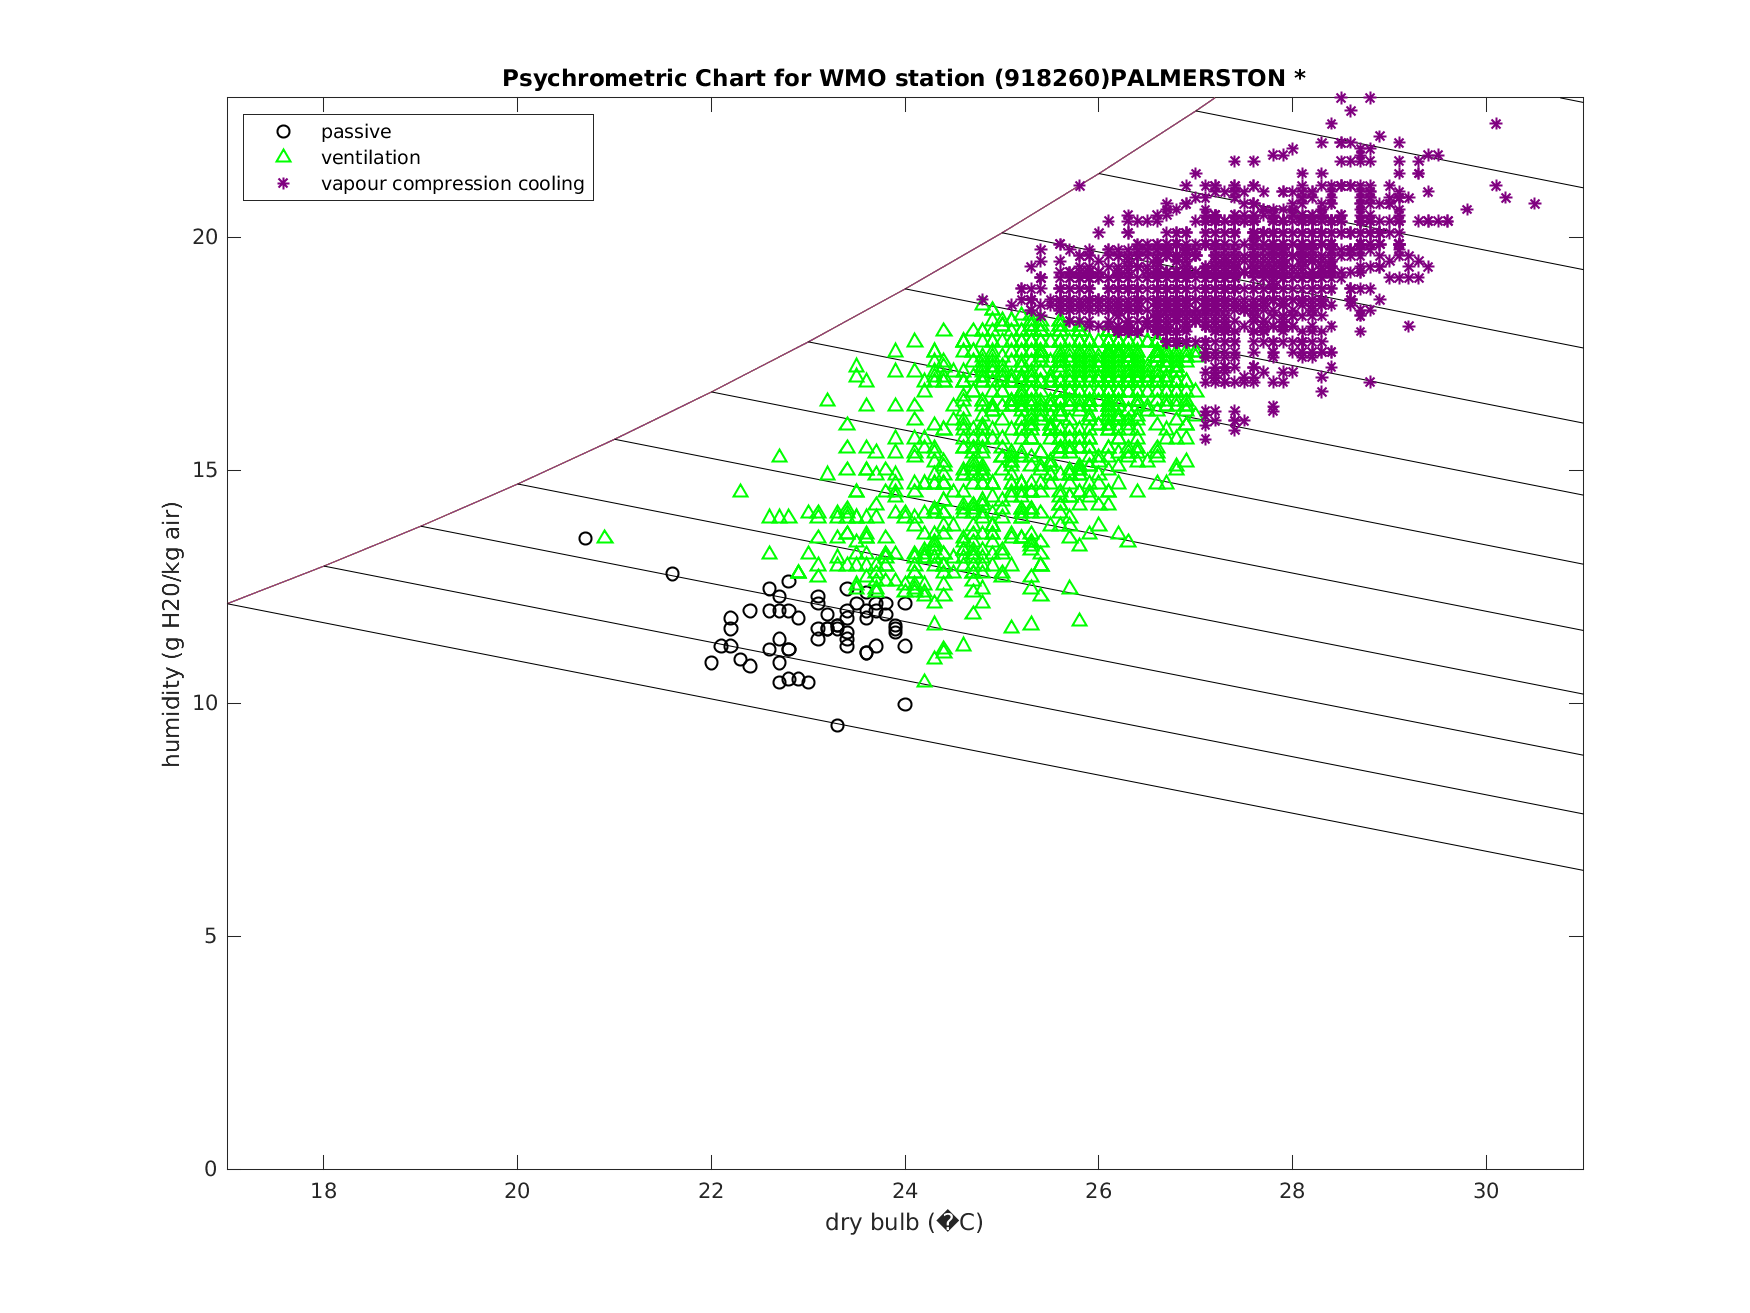 Psychrometric Chart for WMO station (918260)PALMERSTON *
passive
ventilation
vapour compression cooling
humidity (g H20/kg air)
20
15
10
5
0
18 20 22 24 26 28 30
dry bulb (�C)